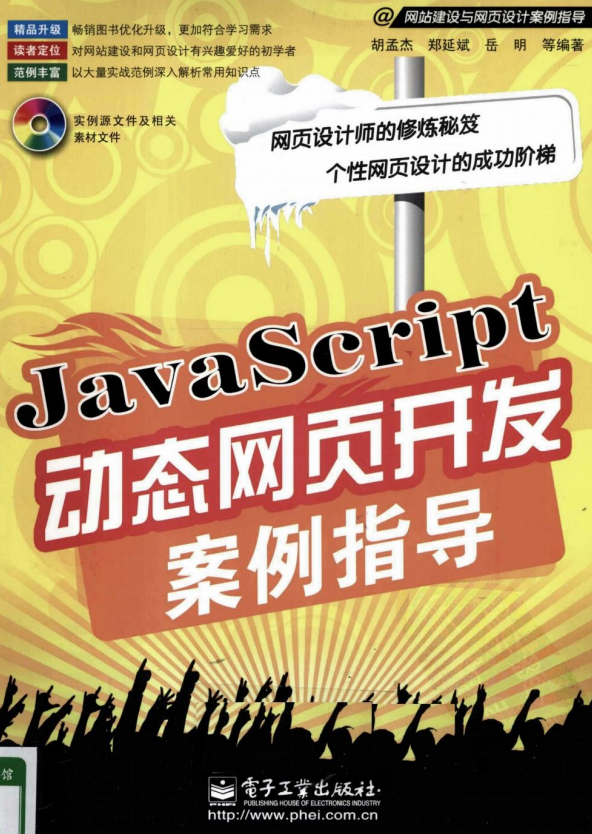 @网站建设与网页设计案例指导
精品升级 畅销图书优化升级，更加符合学习需求
读者定位 对网站建设和网页设计有兴趣爱好的初学者
范例丰富 以大量实战范例深入解析常用知识点
胡孟杰 郑延斌 岳 明 等编著
实例源文件及相关
素材文件
网页设计师的修炼秘笈
个性网页设计的成功阶梯
JavaScript
动态网页开发
案例指导
馆
PHEI
電子工業出版社
PUBLISHING HOUSE OF ELECTRONICS INDUSTRY
http://www.phei.com.cn